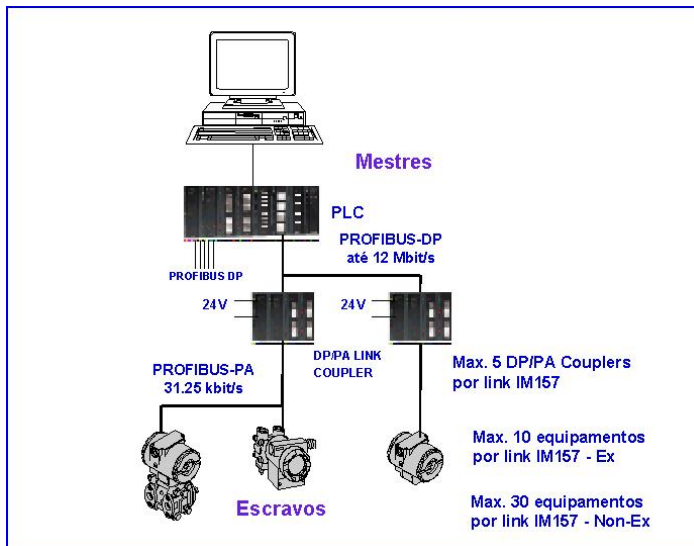 Mestres
PLC
PROFIBUS-DP
até 12 Mbit/s
PROFIBUS DP
24V
24V
DP/PA LINK
COUPLER
PROFIBUS-PA
31.25 kbit/s
Max. 5 DP/PA Couplers
por link IM157
Max. 10 equipamentos
por link IM157 - Ex
Escravos
Max. 30 equipamentos
por link IM157 - Non-Ex